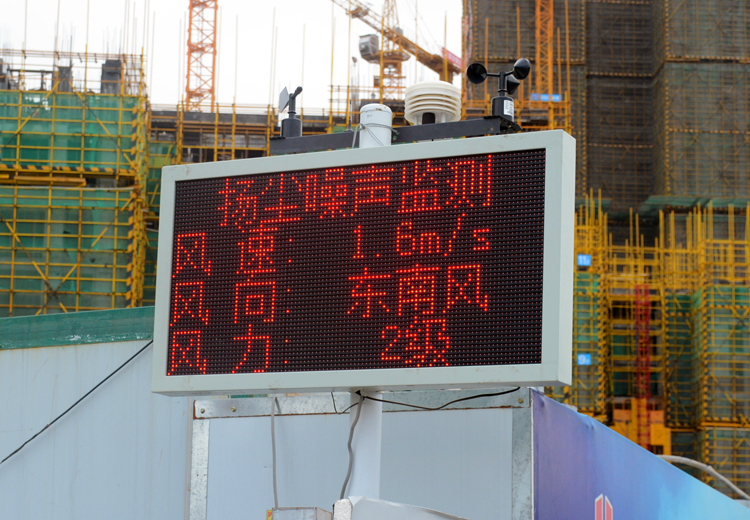 扬尘噪声监测
风 速: 1.6m/s
风 向: 东南风
风 力: 2级